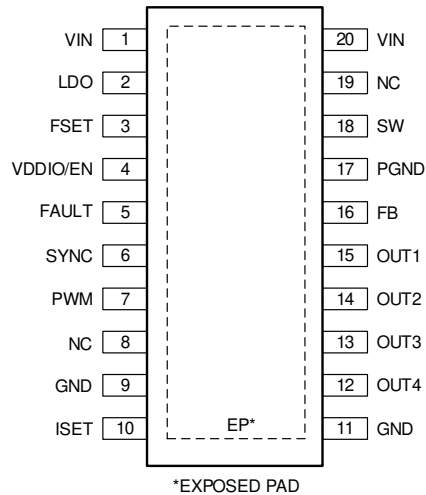 VIN 1 20 VIN
LDO 2 19 NC
FSET 3 18 SW
VDDIO/EN 4 17 PGND
FAULT 5 16 FB
SYNC 6 15 OUT1
PWM 7 14 OUT2
NC 8 13 OUT3
GND 9 12 OUT4
ISET 10 EP* 11 GND
*EXPOSED PAD